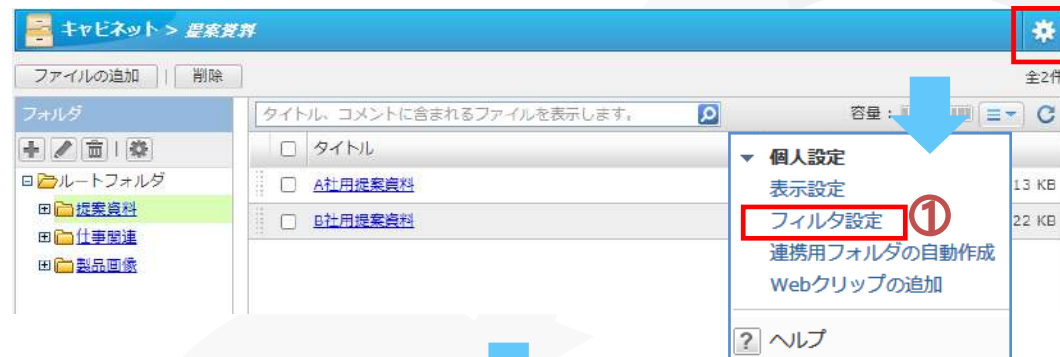 キャビネット > 提案資料
ファイルの追加 | 削除
全2件
フォルダ
タイトル、コメントに含まれるファイルを表示します。
容量：
タイトル
ルートフォルダ
提案資料
仕事関連
製品画像
A社用提案資料
13 KB
B社用提案資料
22 KB
個人設定
表示設定
フィルタ設定 ①
連携用フォルダの自動作成
Webクリップの追加
? ヘルプ